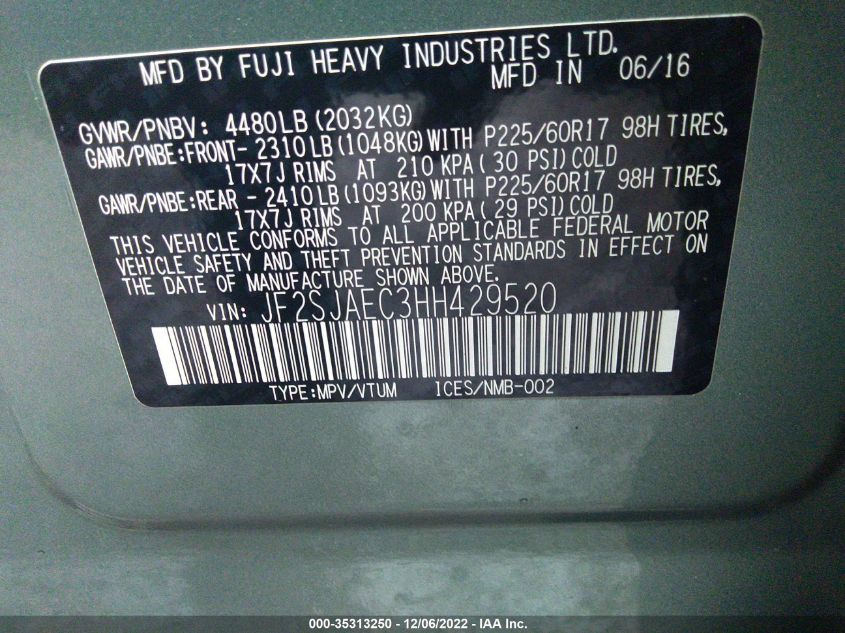 MFD BY FUJI HEAVY INDUSTRIES LTD.
MFD IN 06/16
GVWR/PNBV: 4480LB (2032KG)
GAWR/PNBE:FRONT- 2310LB (1048KG) WITH P225/60R17 98H TIRES,
17X7J RIMS AT 210 KPA( 30 PSI) COLD
GAWR/PNBE:REAR - 2410LB (1093KG) WITH P225/60R17 98H TIRES,
17X7J RIMS AT 200 KPA( 29 PSI) COLD
THIS VEHICLE CONFORMS TO ALL APPLICABLE FEDERAL MOTOR
VEHICLE SAFETY AND THEFT PREVENTION STANDARDS IN EFFECT ON
THE DATE OF MANUFACTURE SHOWN ABOVE.
VIN: JF2SJAEC3HH429520
TYPE:MPV/VTUM ICES/NMB-002
000-35313250 - 12/06/2022 - IAA Inc.